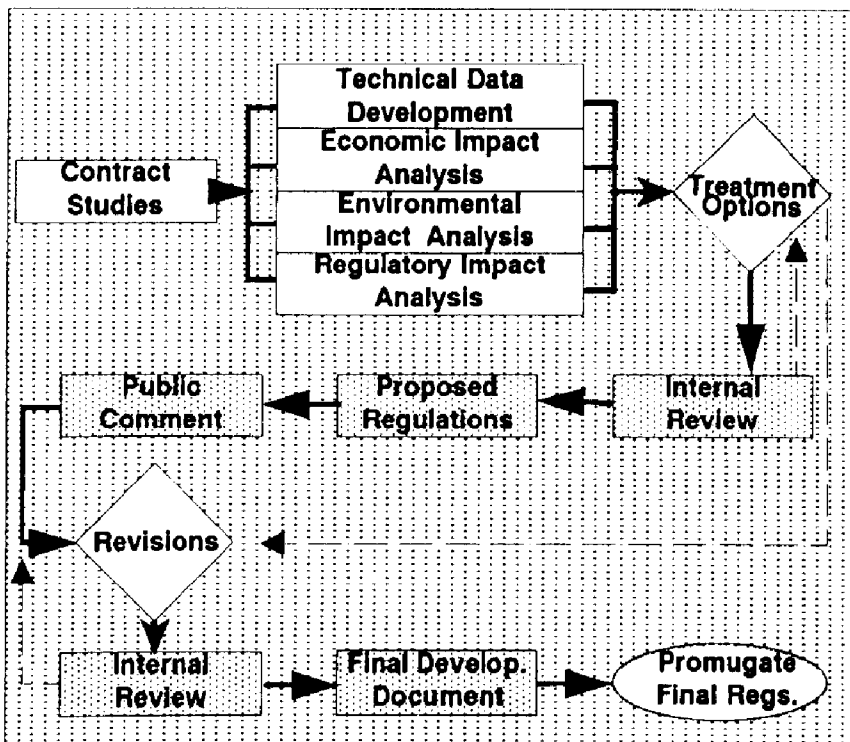 Technical Data
Development
Economic Impact
Analysis
Environmental
Impact Analysis
Regulatory Impact
Analysis
Contract
Studies
Treatment
Options
Public
Comment
Proposed
Regulations
Internal
Review
Revisions
Internal
Review
Final Develop.
Document
Promugate
Final Regs.